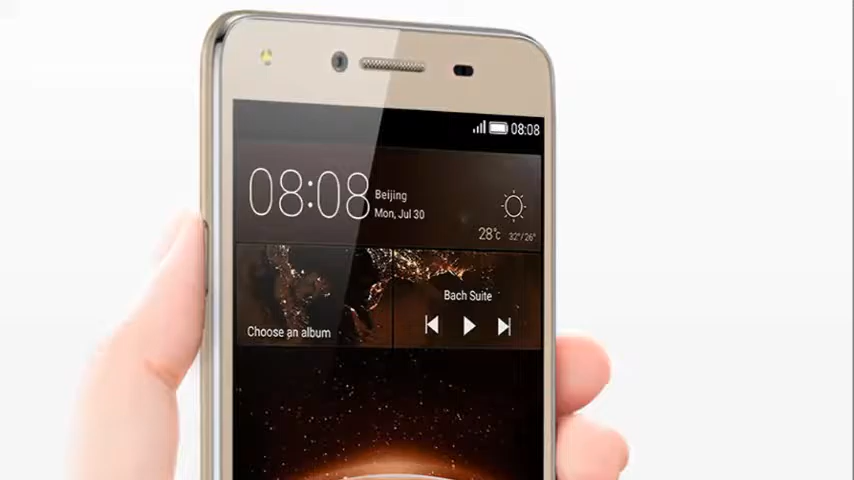 08:08
08:08
Beijing
Mon, Jul 30
28°c 32°/26°
Bach Suite
Choose an album